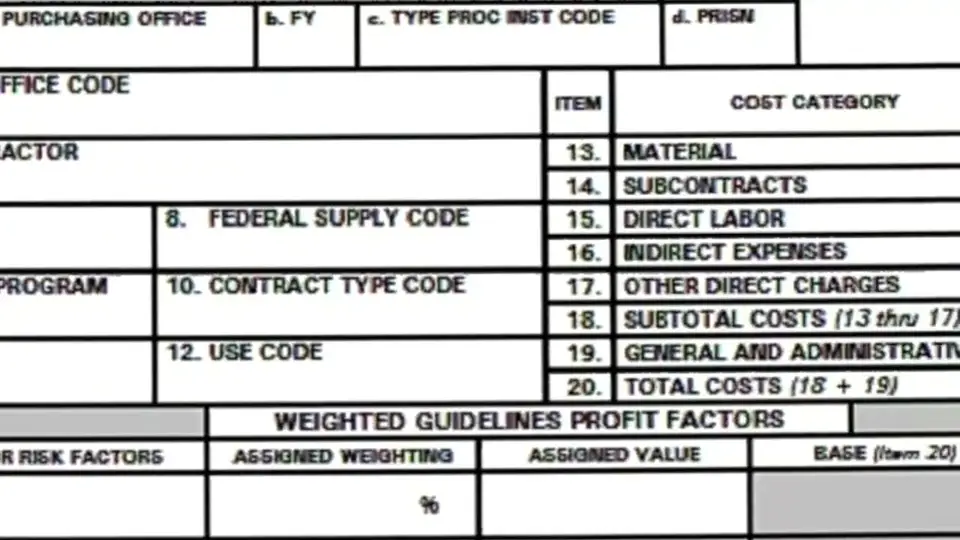 PURCHASING OFFICE b. FY c. TYPE PROC INST CODE d. PRISN
FFICE CODE
ITEM COST CATEGORY
ACTOR
13. MATERIAL
14. SUBCONTRACTS
8. FEDERAL SUPPLY CODE
15. DIRECT LABOR
16. INDIRECT EXPENSES
PROGRAM 10. CONTRACT TYPE CODE
17. OTHER DIRECT CHARGES
18. SUBTOTAL COSTS (13 thru 17)
12. USE CODE
19. GENERAL AND ADMINISTRATIV
20. TOTAL COSTS (18 + 19)
WEIGHTED GUIDELINES PROFIT FACTORS
R RISK FACTORS ASSIGNED WEIGHTING ASSIGNED VALUE BASE (Item 20)
%